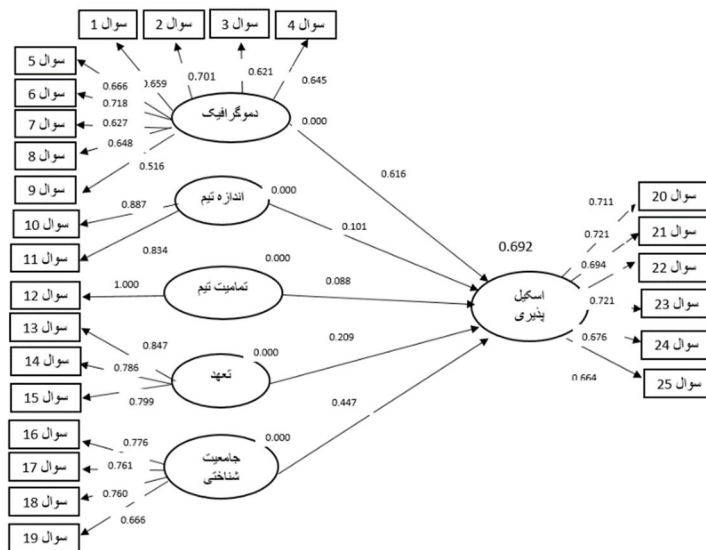 سوال 1
سوال 2
سوال 3
سوال 4
سوال 5
سوال 6
سوال 7
سوال 8
سوال 9
سوال 10
سوال 11
سوال 12
سوال 13
سوال 14
سوال 15
سوال 16
سوال 17
سوال 18
سوال 19
0.659
0.701
0.621
0.645
0.666
0.718
0.627
0.648
0.516
0.887
0.834
1.000
0.847
0.786
0.799
0.776
0.761
0.760
0.666
دموگرافیک
0.000
اندازه تیم
0.000
تمامیت تیم
0.000
تعهد
0.000
جامعیت
شناختی
0.000
0.616
0.101
0.088
0.209
0.447
0.692
اسکیل
پذیری
0.711
0.721
0.694
0.721
0.676
0.664
سوال 20
سوال 21
سوال 22
سوال 23
سوال 24
سوال 25